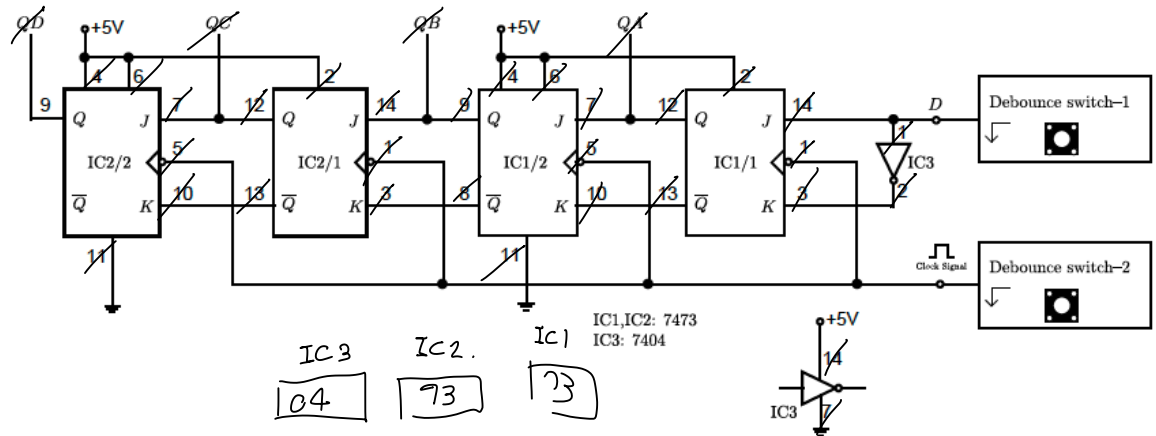 QD QC QB QA
+5V +5V
4 6 2 4 6 2
9 Q J 7 12 Q J 14 9 Q J 7 12 Q J 14 D Debounce switch–1
1
IC2/2 5 IC2/1 1 IC1/2 5 IC1/1 1 IC3
Q̅ K 10 13 Q̅ K 3 8 Q̅ K 10 13 Q̅ K 3 2
11 11
Clock Signal Debounce switch–2
IC1,IC2: 7473
IC3: 7404
+5V
14
IC3 7
IC3 IC2. IC1
04 73 73